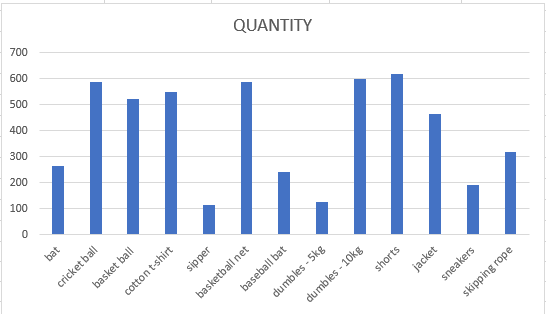 QUANTITY
700
600
500
400
300
200
100
0
bat
cricket ball
basket ball
cotton t-shirt
sipper
basketball net
baseball bat
dumbles - 5kg
dumbles - 10kg
shorts
jacket
sneakers
skipping rope